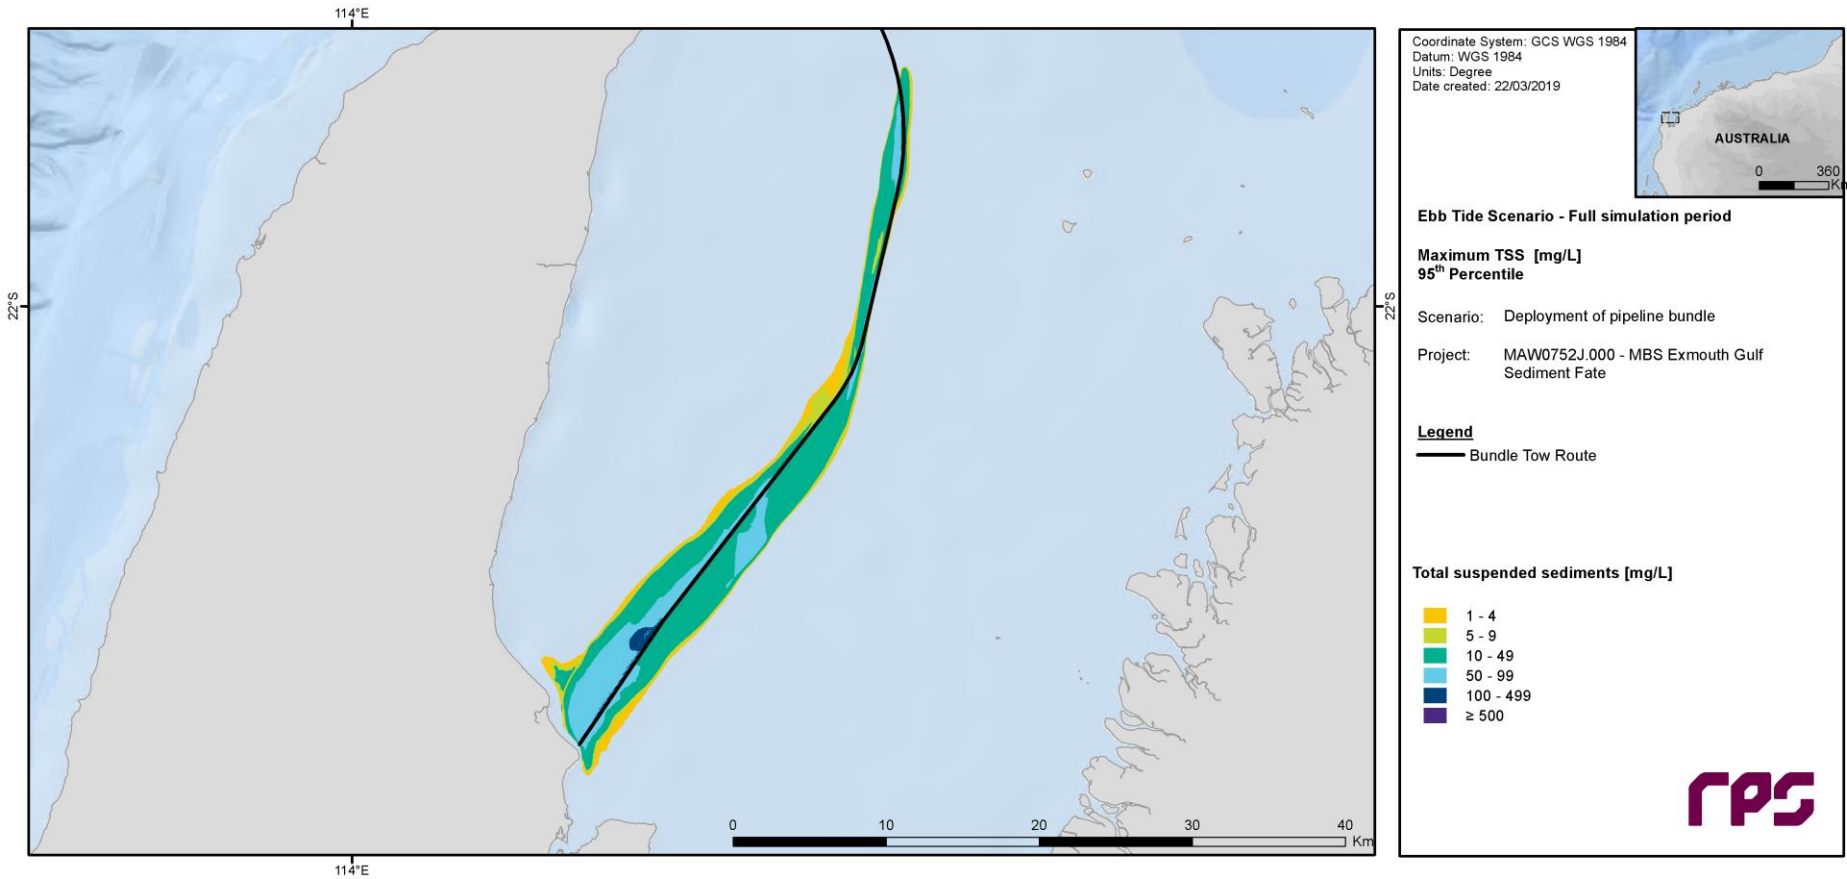 114°E
22°S
22°S
114°E
0 10 20 30 40
Km
Coordinate System: GCS WGS 1984
Datum: WGS 1984
Units: Degree
Date created: 22/03/2019
AUSTRALIA
0 360
Km
Ebb Tide Scenario - Full simulation period
Maximum TSS [mg/L]
95th Percentile
Scenario: Deployment of pipeline bundle
Project: MAW0752J.000 - MBS Exmouth Gulf
Sediment Fate
Legend
Bundle Tow Route
Total suspended sediments [mg/L]
1 - 4
5 - 9
10 - 49
50 - 99
100 - 499
≥ 500
rps